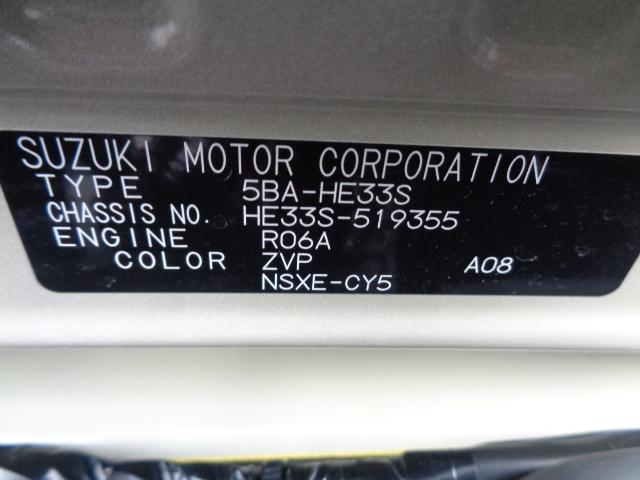 SUZUKI MOTOR CORPORATION
TYPE 5BA-HE33S
CHASSIS NO. HE33S-519355
ENGINE R06A
COLOR ZVP A08
NSXE-CY5